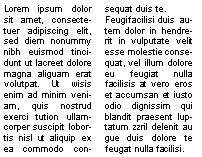 Lorem ipsum dolor
sit amet, consecte-
tuer adipiscing elit,
sed diem nonummy
nibh euismod tinci-
dunt ut lacreet dolore
magna aliguam erat
volutpat. Ut wisis
enim ad minim veni-
am, quis nostrud
exerci tution ullam-
corper suscipit lobor-
tis nisl ut aliquip ex
ea commodo con-
sequat duis te.
Feugifacilisi duis au-
tem dolor in hendre-
rit in vulputate velit
esse molestie conse-
quat, vel illum dolore
eu feugiat nulla
facilisis at vero eros
et accumsan et iusto
odio dignissim qui
blandit praesent lup-
tatum zzril delenit au
gue duis dolore te
feugat nulla facilisi.